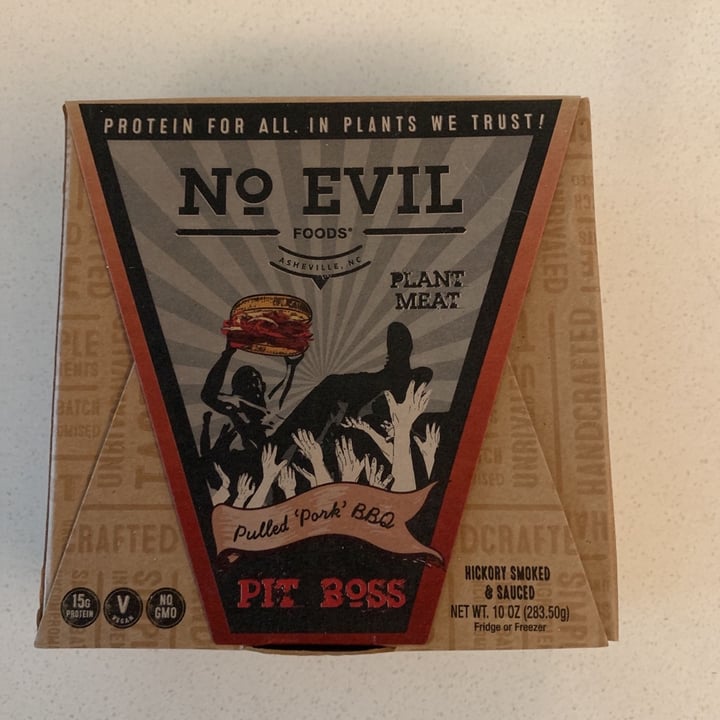 PROTEIN FOR ALL. IN PLANTS WE TRUST!
No EVIL
FOODS®
ASHEVILLE, NC
PLANT
MEAT
Pulled 'Pork' BBQ
PIT BoSS
15G
PROTEIN
V
VEGAN
NO
GMO
HICKORY SMOKED
& SAUCED
NET WT. 10 OZ (283.50g)
Fridge or Freezer
HANDCRAFTED